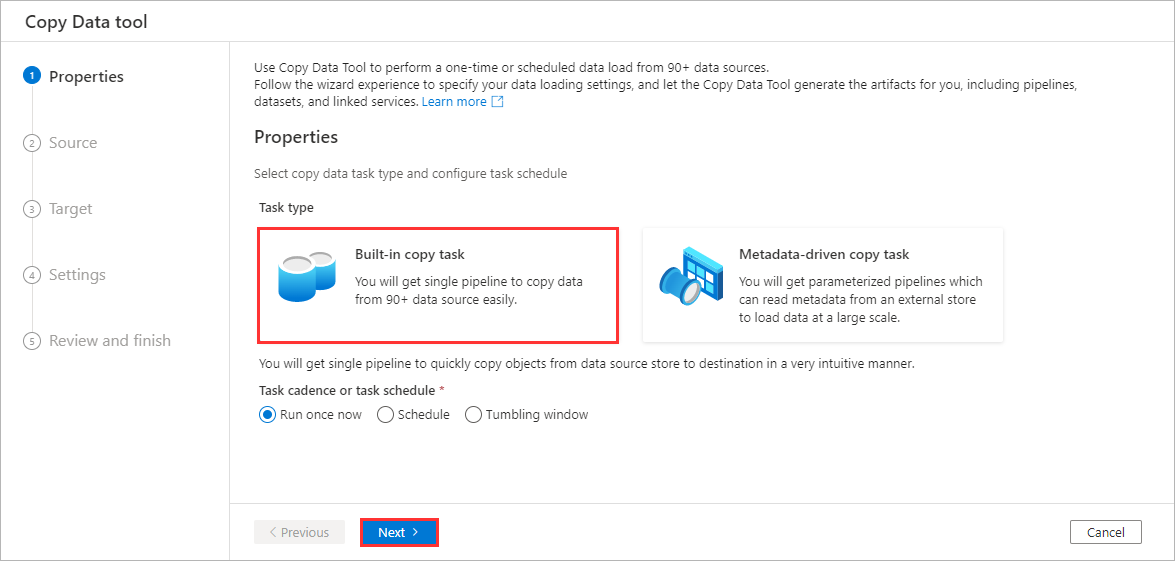 Copy Data tool
1 Properties
2 Source
3 Target
4 Settings
5 Review and finish
Use Copy Data Tool to perform a one-time or scheduled data load from 90+ data sources.
Follow the wizard experience to specify your data loading settings, and let the Copy Data Tool generate the artifacts for you, including pipelines,
datasets, and linked services. Learn more
Properties
Select copy data task type and configure task schedule
Task type
Built-in copy task
You will get single pipeline to copy data
from 90+ data source easily.
Metadata-driven copy task
You will get parameterized pipelines which
can read metadata from an external store
to load data at a large scale.
You will get single pipeline to quickly copy objects from data source store to destination in a very intuitive manner.
Task cadence or task schedule *
Run once now Schedule Tumbling window
< Previous Next > Cancel